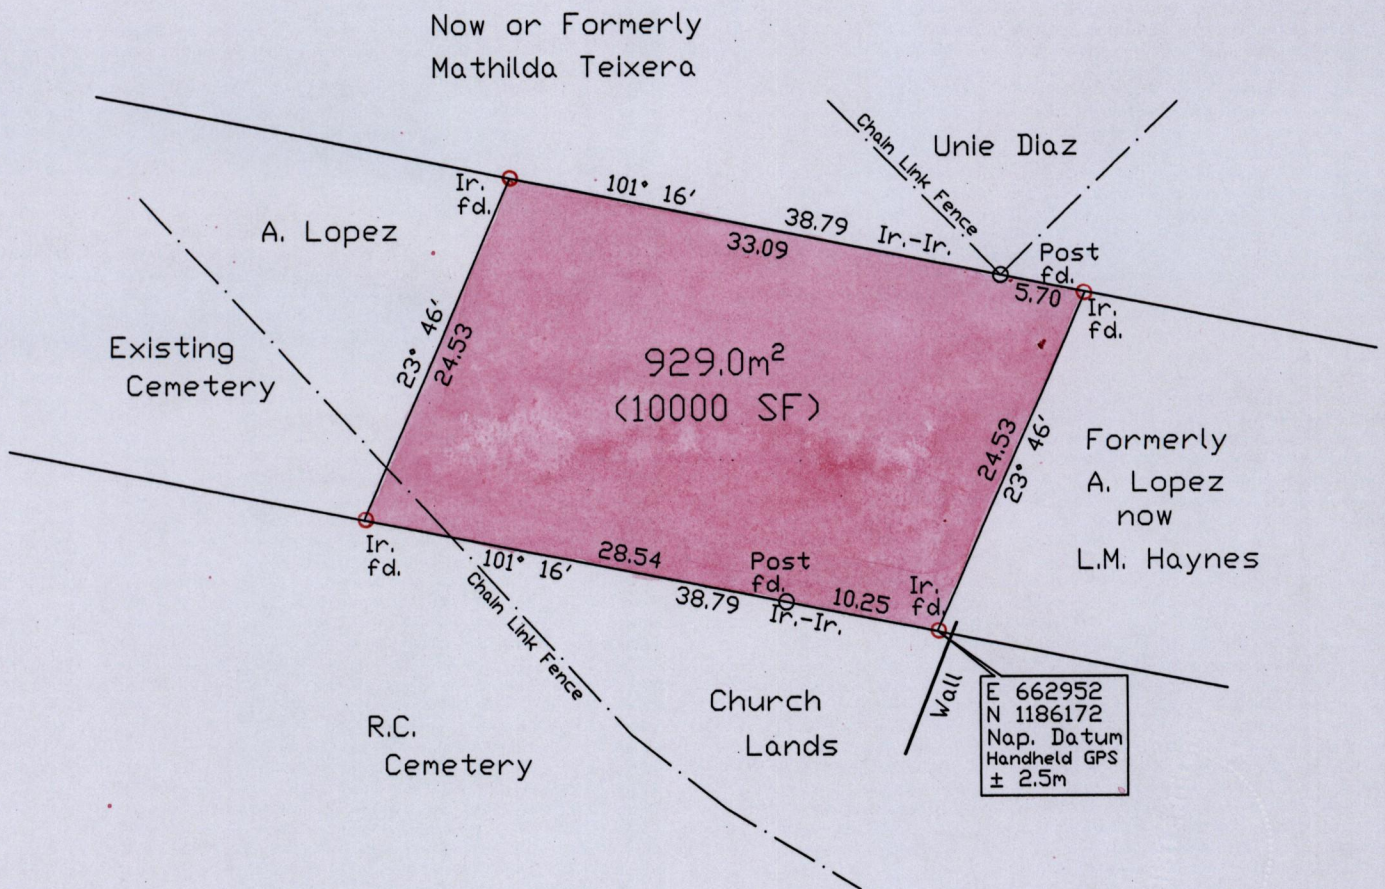 Now or Formerly
Mathilda Teixera
Chain Link Fence
Unie Diaz
Ir.
fd.
101° 16′
38.79
Ir.-Ir.
33.09
Post
fd.
5.70
Ir.
fd.
A. Lopez
23° 46′
24.53
Existing
Cemetery
929.0m²
(10000 SF)
24.53
23° 46′
Formerly
A. Lopez
now
L.M. Haynes
Ir.
fd.
101° 16′
28.54
38.79
Post
fd.
Ir.-Ir.
10.25
Ir.
fd.
Chain Link Fence
R.C.
Cemetery
Church
Lands
Wall
E 662952
N 1186172
Nap. Datum
Handheld GPS
± 2.5m